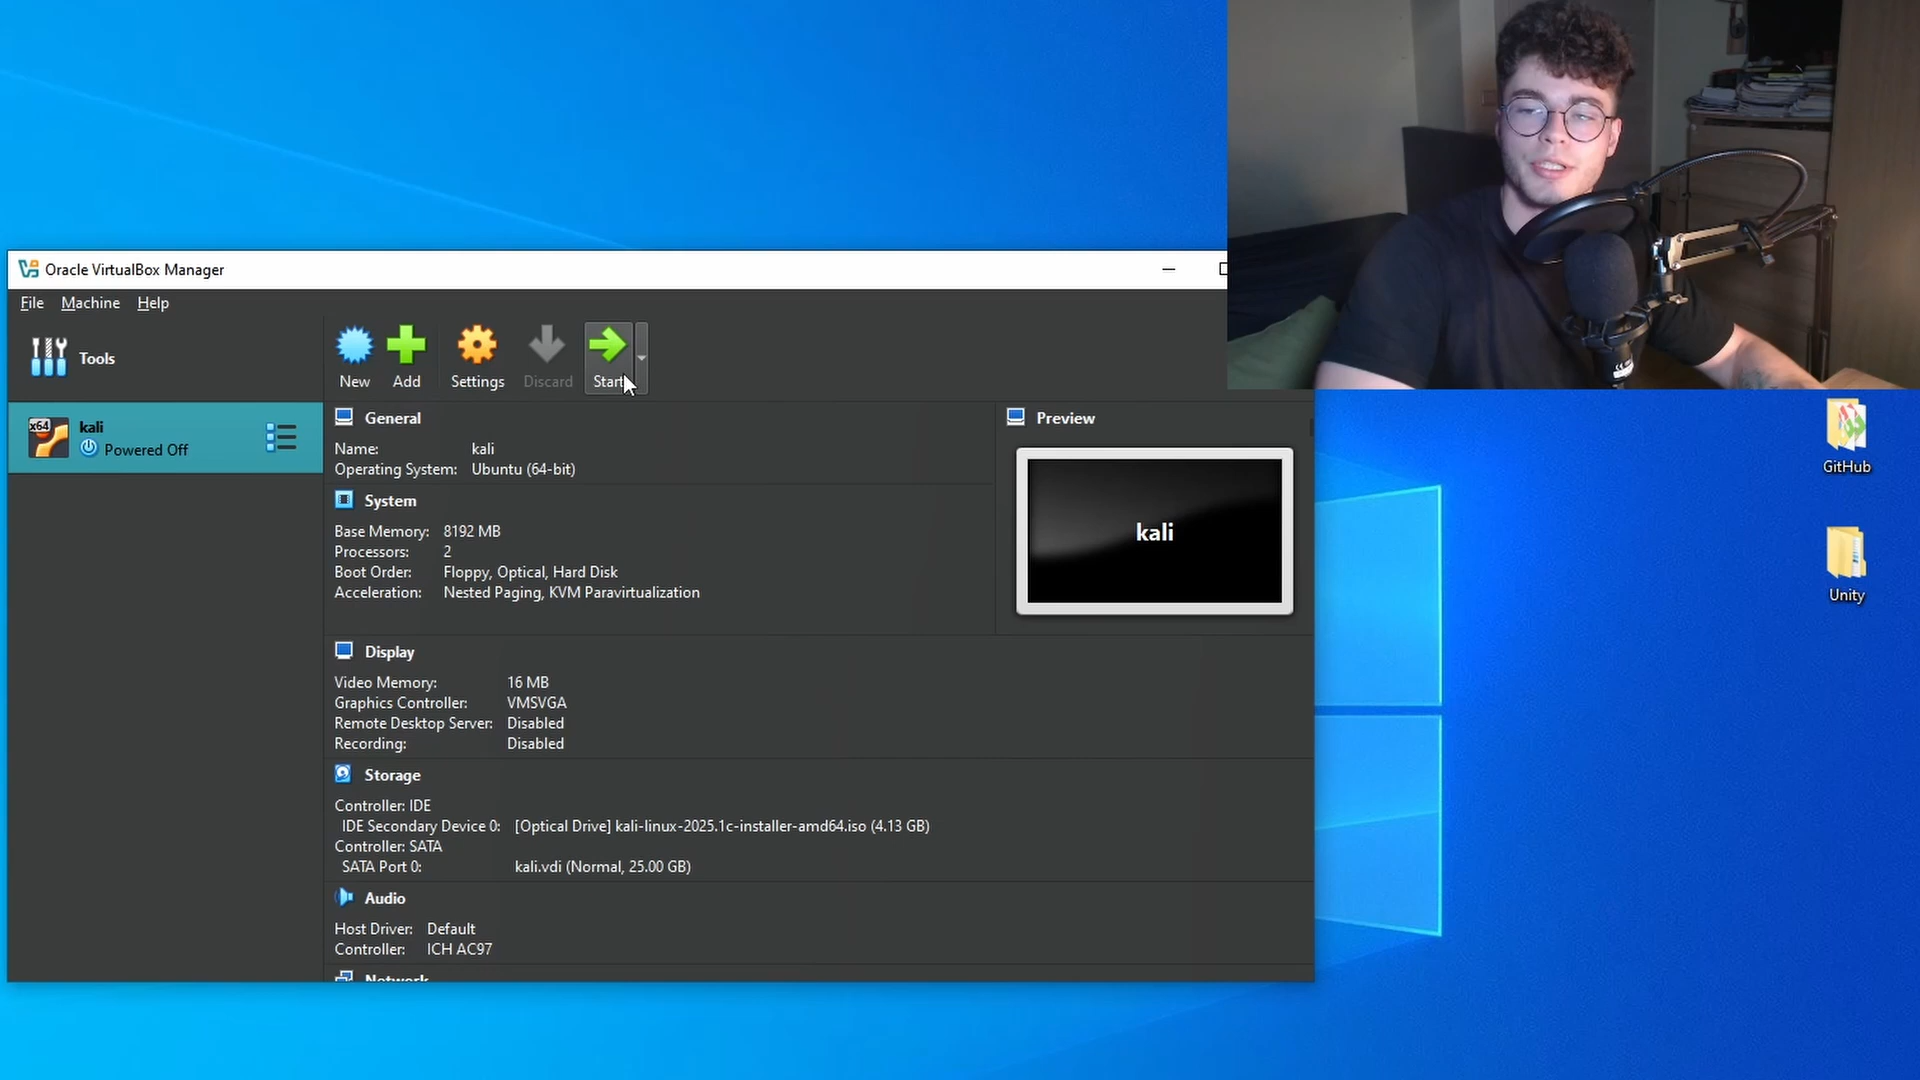 Oracle VirtualBox Manager
File Machine Help
Tools
New Add Settings Discard Start
x64
kali
Powered Off
General
Name: kali
Operating System: Ubuntu (64-bit)
System
Base Memory: 8192 MB
Processors: 2
Boot Order: Floppy, Optical, Hard Disk
Acceleration: Nested Paging, KVM Paravirtualization
Preview
kali
Display
Video Memory: 16 MB
Graphics Controller: VMSVGA
Remote Desktop Server: Disabled
Recording: Disabled
Storage
Controller: IDE
IDE Secondary Device 0: [Optical Drive] kali-linux-2025.1c-installer-amd64.iso (4.13 GB)
Controller: SATA
SATA Port 0: kali.vdi (Normal, 25.00 GB)
Audio
Host Driver: Default
Controller: ICH AC97
Network
GitHub
Unity